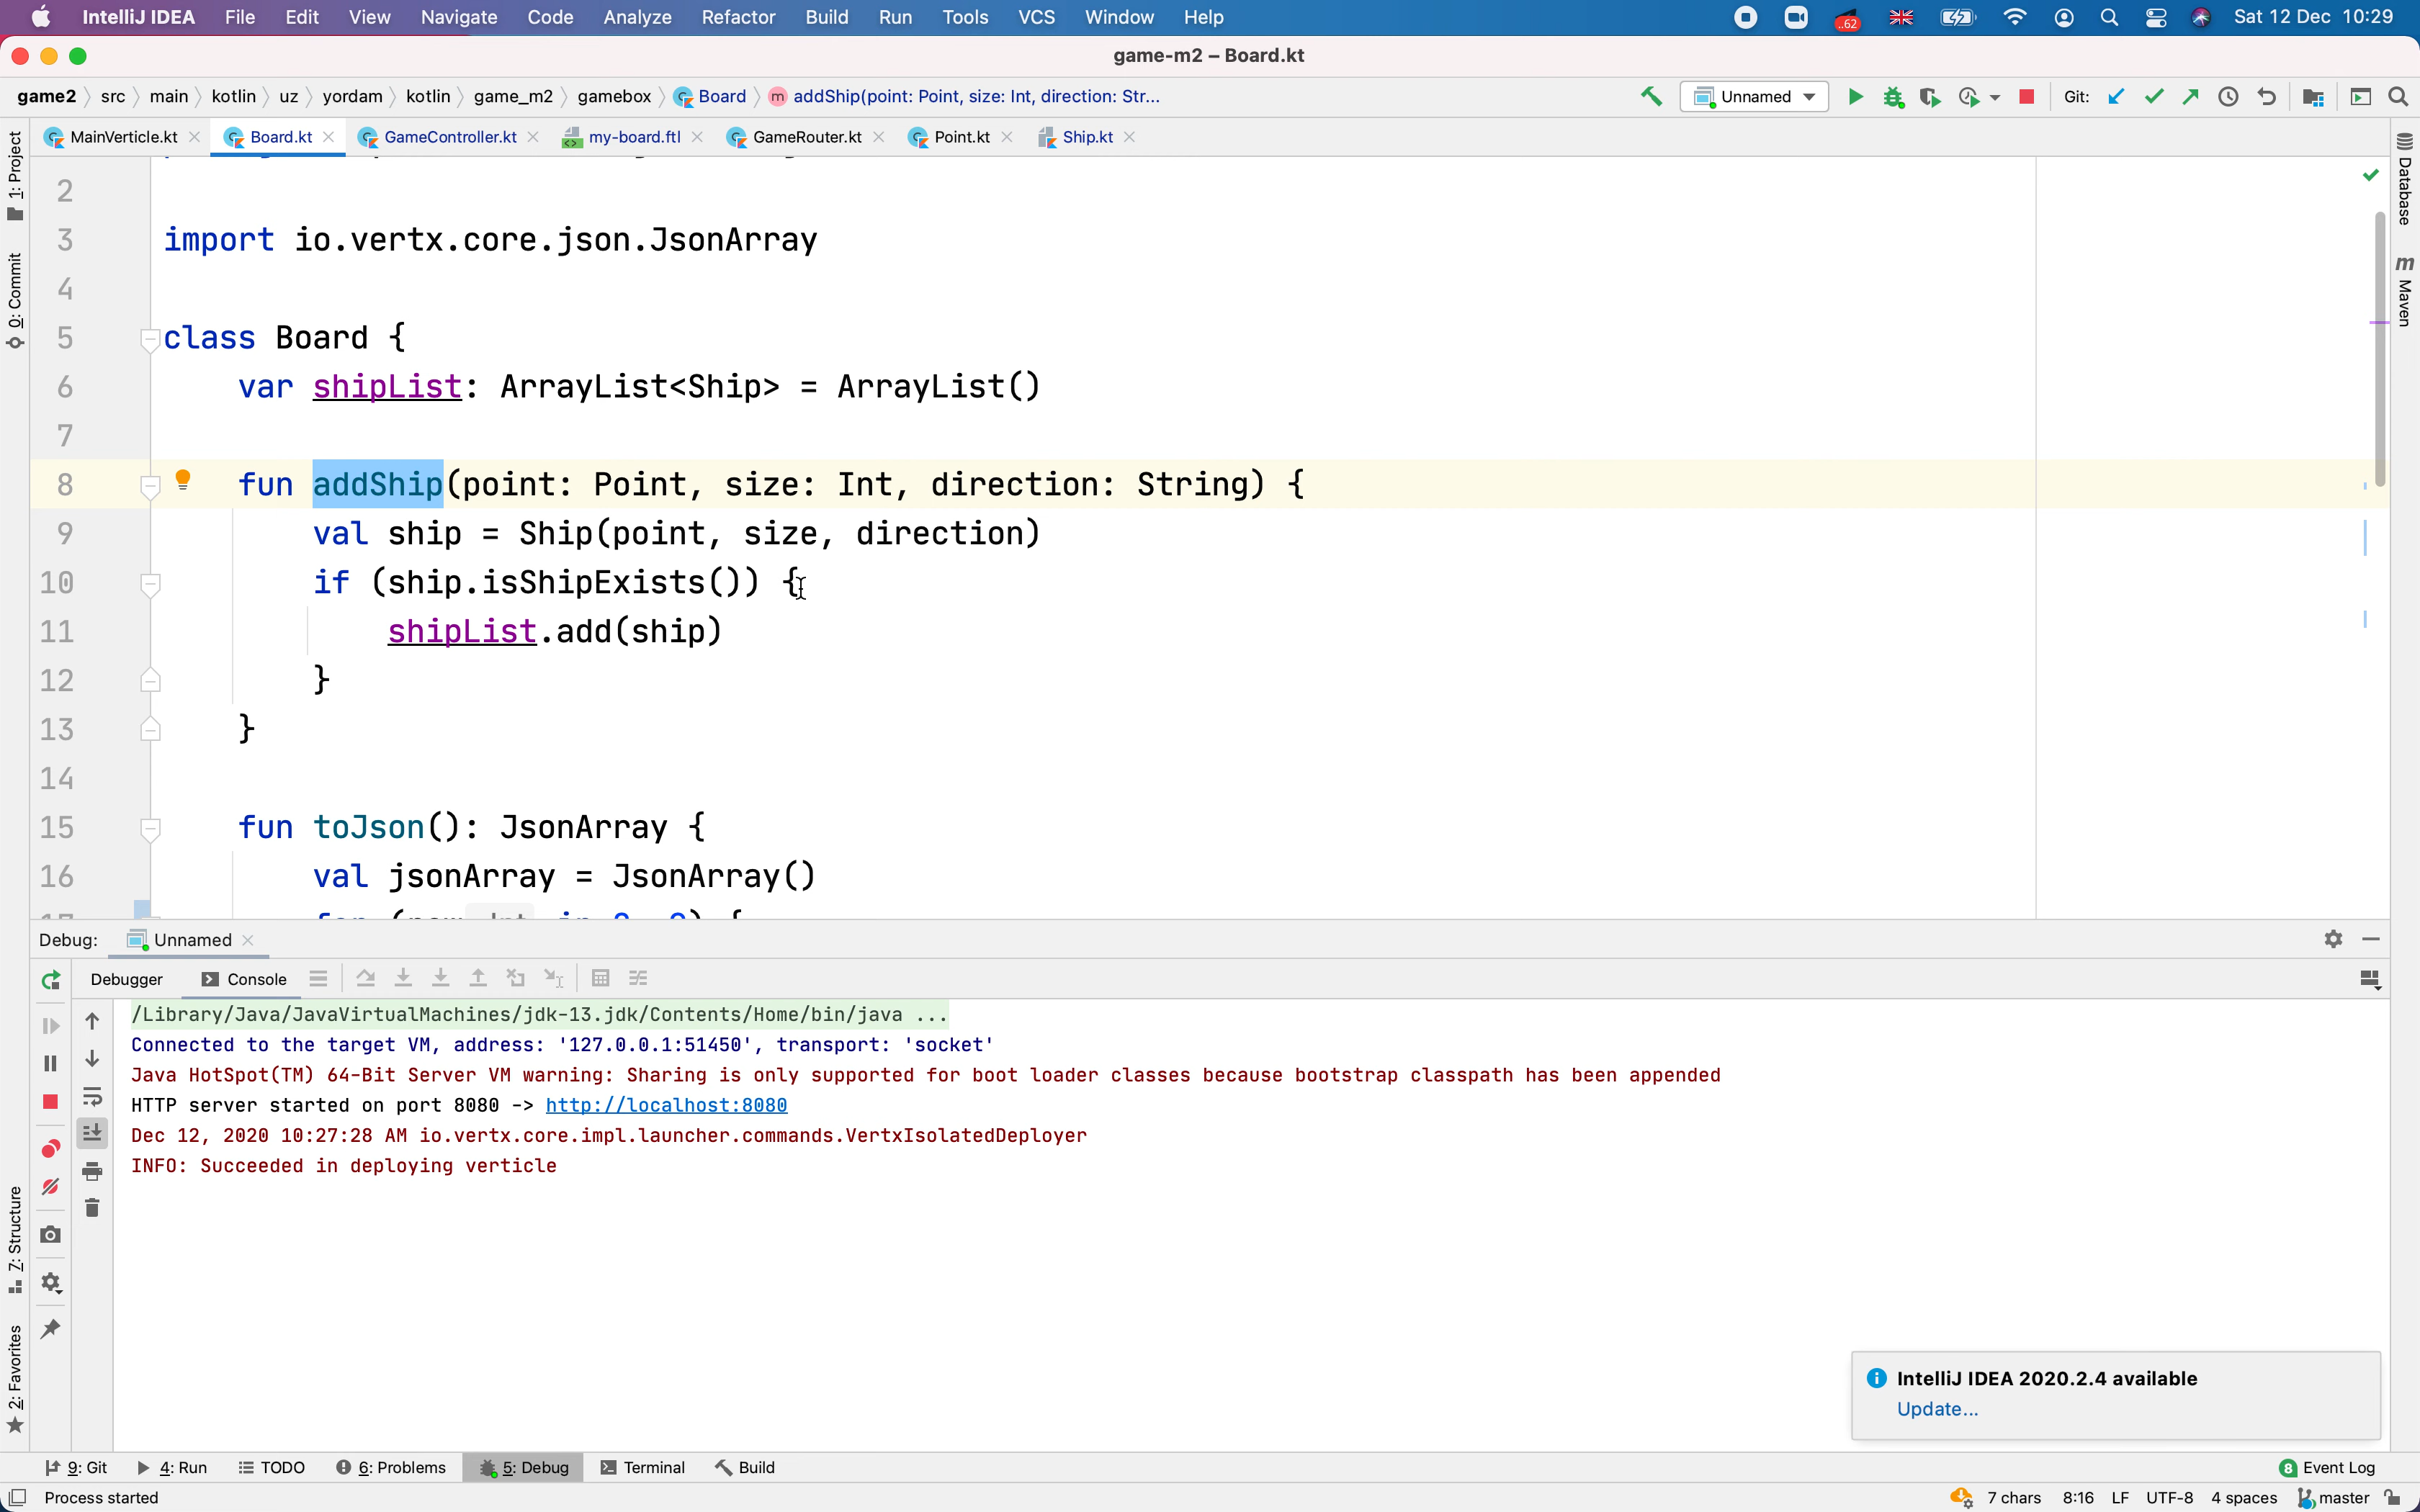 IntelliJ IDEA File Edit View Navigate Code Analyze Refactor Build Run Tools VCS Window Help ..62 Sat 12 Dec 10:29
game-m2 – Board.kt
game2 src main kotlin uz yordam kotlin game_m2 gamebox Board m addShip(point: Point, size: Int, direction: Str... Unnamed Git:
MainVerticle.kt Board.kt GameController.kt my-board.ftl GameRouter.kt Point.kt Ship.kt
1: Project
0: Commit
7: Structure
2: Favorites
Database
m Maven
2
3 import io.vertx.core.json.JsonArray
4
5 class Board {
6 var shipList: ArrayList<Ship> = ArrayList()
7
8 fun addShip(point: Point, size: Int, direction: String) {
9 val ship = Ship(point, size, direction)
10 if (ship.isShipExists()) {
11 shipList.add(ship)
12 }
13 }
14
15 fun toJson(): JsonArray {
16 val jsonArray = JsonArray()
Debug: Unnamed
Debugger Console
/Library/Java/JavaVirtualMachines/jdk-13.jdk/Contents/Home/bin/java ...
Connected to the target VM, address: '127.0.0.1:51450', transport: 'socket'
Java HotSpot(TM) 64-Bit Server VM warning: Sharing is only supported for boot loader classes because bootstrap classpath has been appended
HTTP server started on port 8080 -> http://localhost:8080
Dec 12, 2020 10:27:28 AM io.vertx.core.impl.launcher.commands.VertxIsolatedDeployer
INFO: Succeeded in deploying verticle
IntelliJ IDEA 2020.2.4 available
Update...
9: Git 4: Run TODO 6: Problems 5: Debug Terminal Build 8 Event Log
Process started 7 chars 8:16 LF UTF-8 4 spaces master